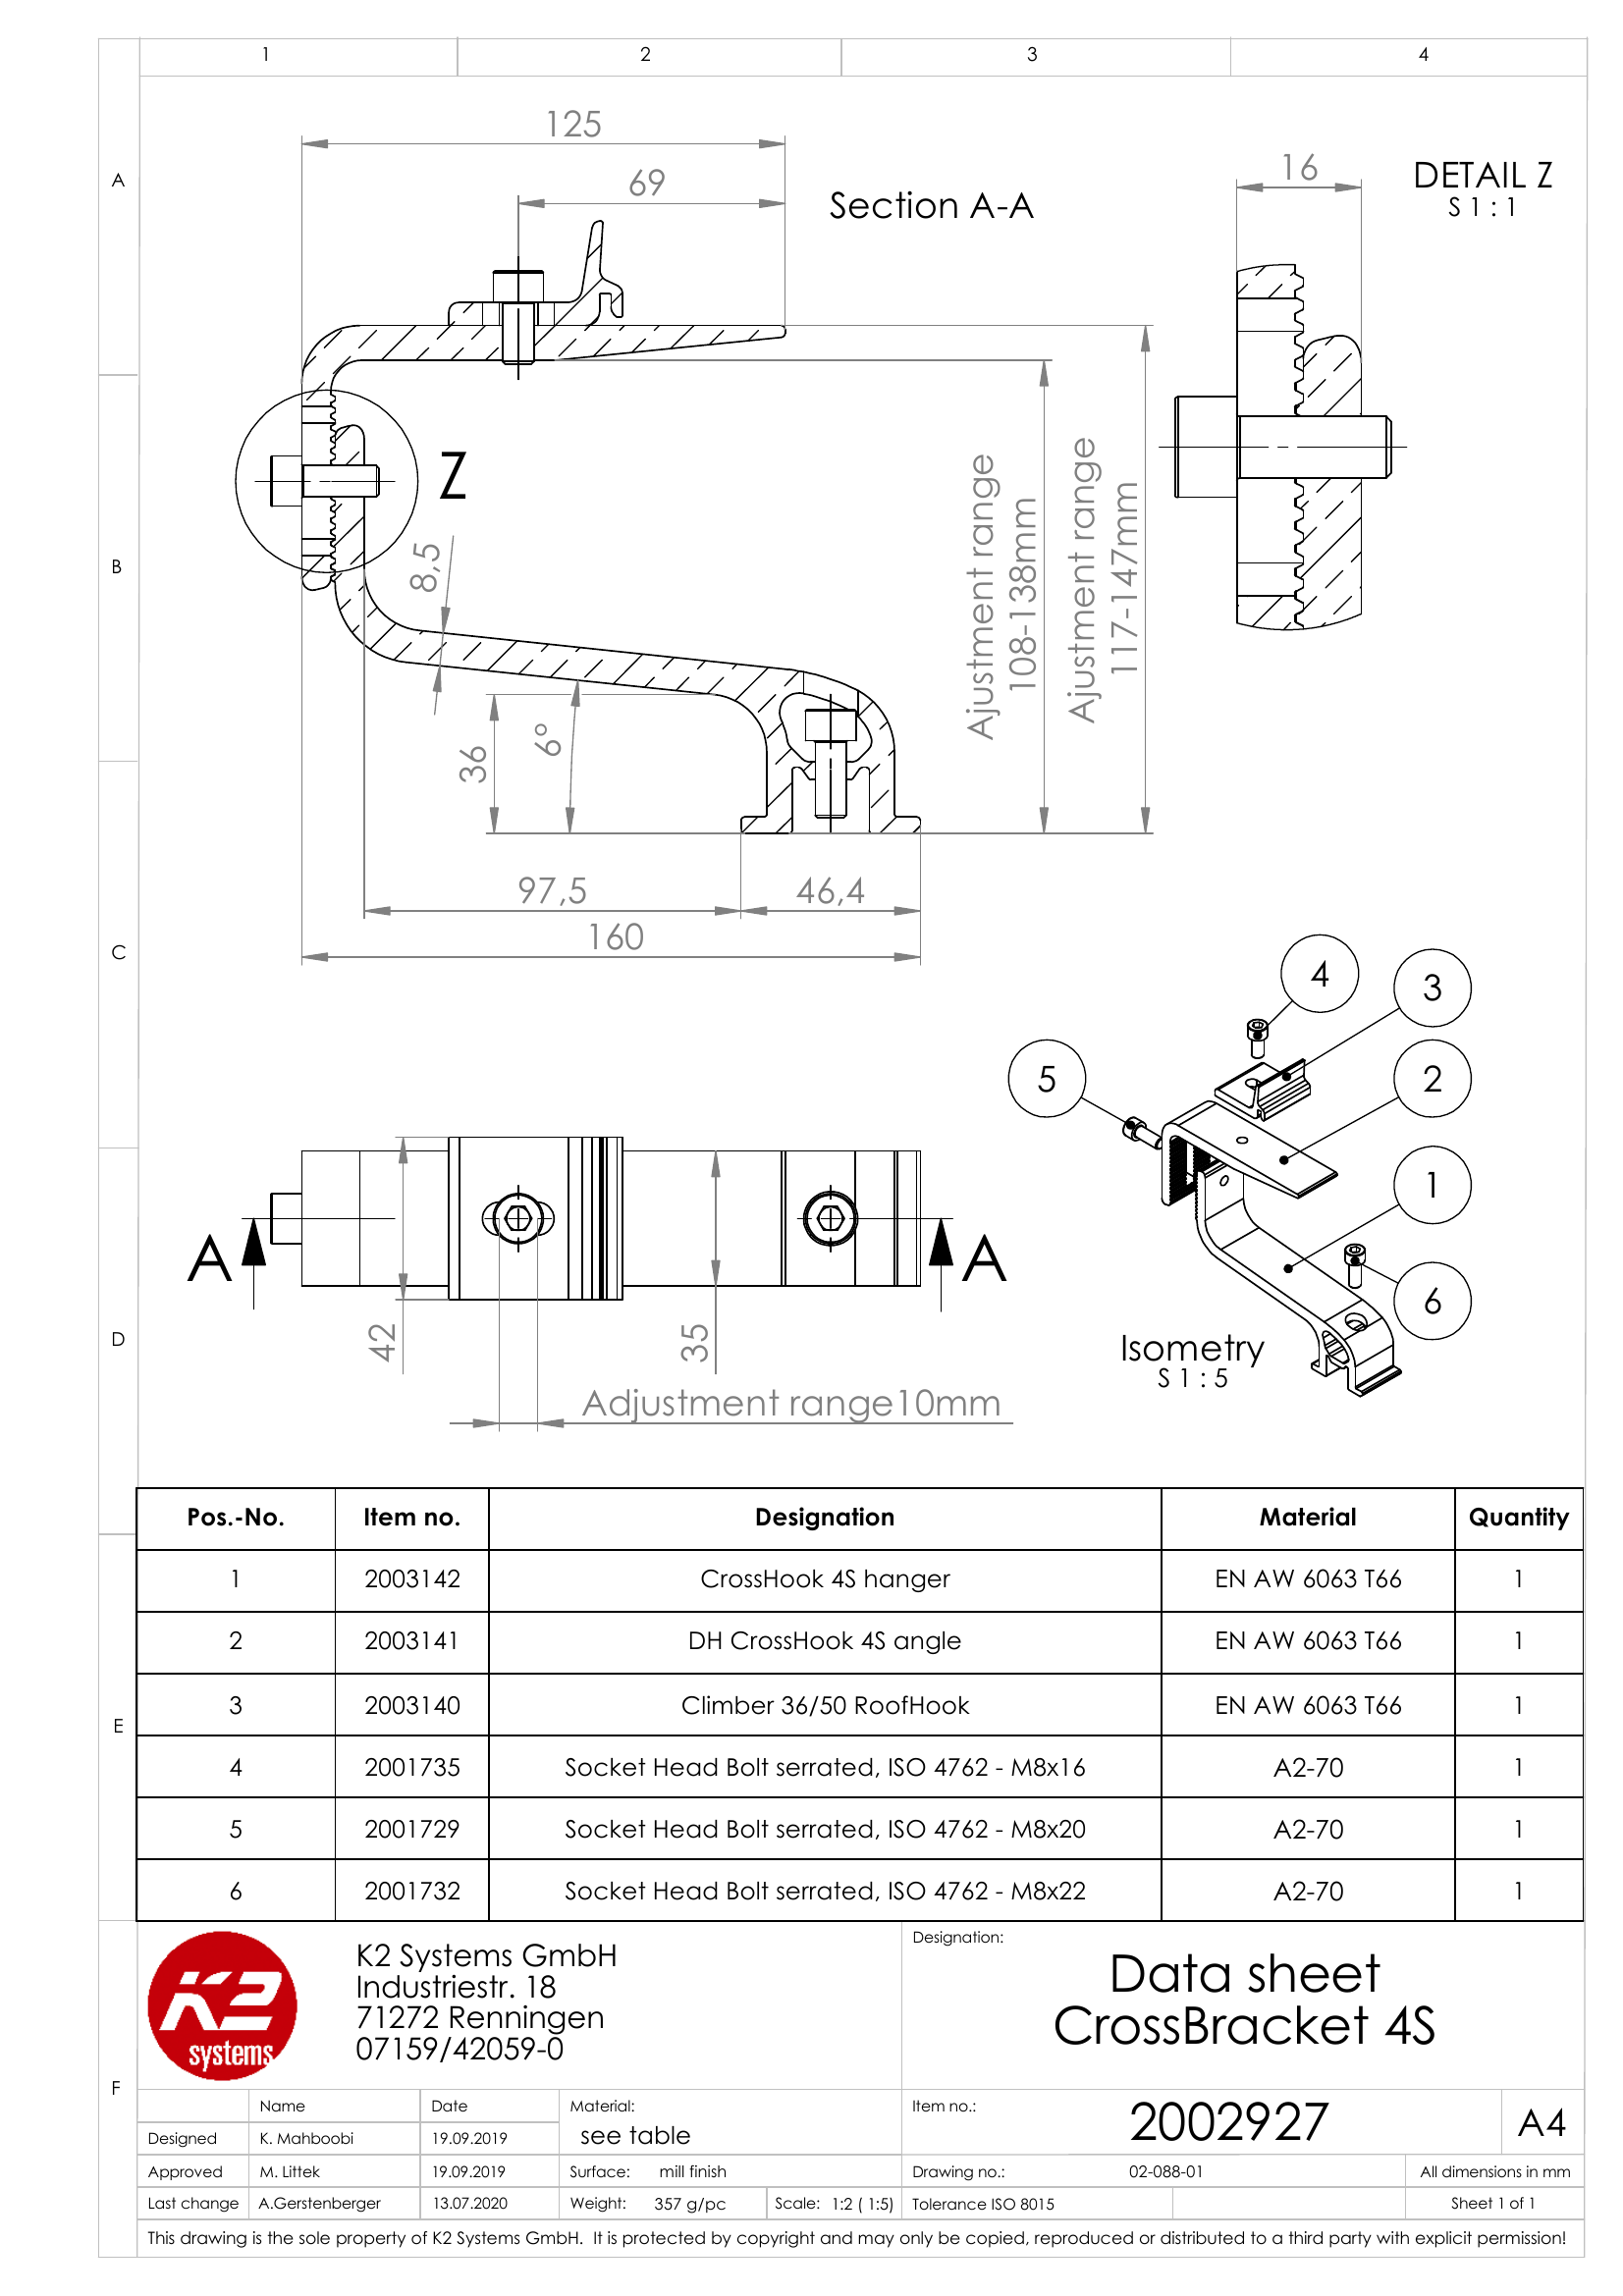 1 2 3 4
A
B
C
D
E
F
125
69
Section A-A
16
DETAIL Z
S 1 : 1
Z
8,5
36
6°
Ajustment range
108-138mm
Ajustment range
117-147mm
97,5
46,4
160
4
3
5
2
1
6
A A
42
35
Adjustment range10mm
Isometry
S 1 : 5
Pos.-No. Item no. Designation Material Quantity
1 2003142 CrossHook 4S hanger EN AW 6063 T66 1
2 2003141 DH CrossHook 4S angle EN AW 6063 T66 1
3 2003140 Climber 36/50 RoofHook EN AW 6063 T66 1
4 2001735 Socket Head Bolt serrated, ISO 4762 - M8x16 A2-70 1
5 2001729 Socket Head Bolt serrated, ISO 4762 - M8x20 A2-70 1
6 2001732 Socket Head Bolt serrated, ISO 4762 - M8x22 A2-70 1
K2 systems
K2 Systems GmbH
Industriestr. 18
71272 Renningen
07159/42059-0
Designation:
Data sheet
CrossBracket 4S
Name Date Material: Item no.: 2002927 A4
Designed K. Mahboobi 19.09.2019 see table
Approved M. Littek 19.09.2019 Surface: mill finish Drawing no.: 02-088-01 All dimensions in mm
Last change A.Gerstenberger 13.07.2020 Weight: 357 g/pc Scale: 1:2 ( 1:5) Tolerance ISO 8015 Sheet 1 of 1
This drawing is the sole property of K2 Systems GmbH. It is protected by copyright and may only be copied, reproduced or distributed to a third party with explicit permission!